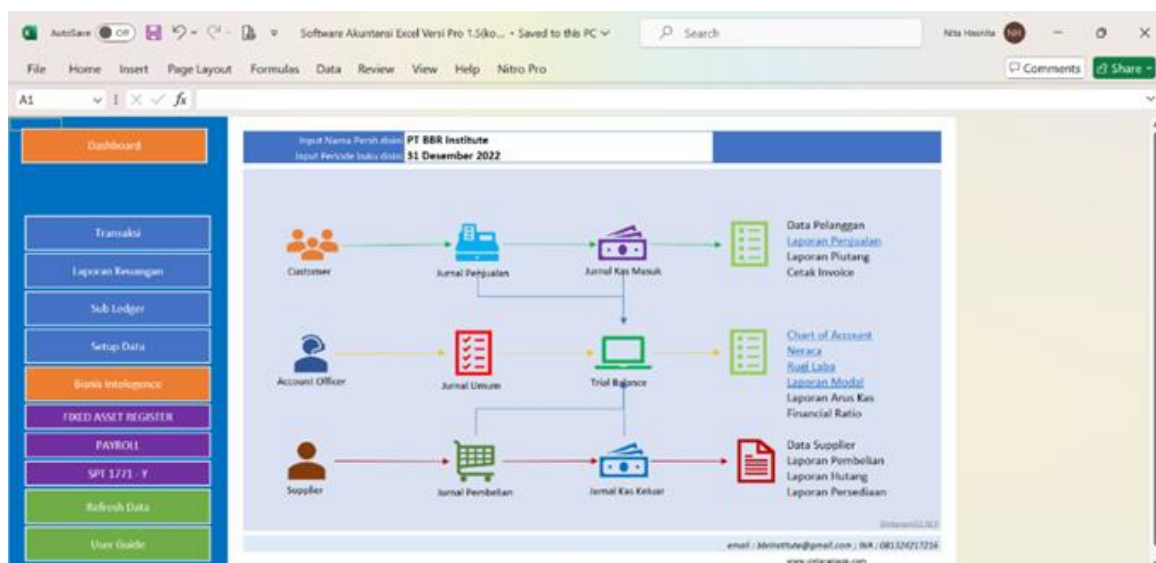 AutoSave Off Software Akuntansi Excel Versi Pro 1.5(ko... • Saved to this PC Search Nita Hasnita NH
File Home Insert Page Layout Formulas Data Review View Help Nitro Pro Comments Share
A1 fx
Dashboard
Input Nama Persh disini PT BBR Institute
Input Periode buku disini 31 Desember 2022
Transaksi
Laporan Keuangan
Sub Ledger
Setup Data
Bisnis Intelegence
FIXED ASSET REGISTER
PAYROLL
SPT 1771 - Y
Refresh Data
User Guide
Customer
Jurnal Penjualan
Jurnal Kas Masuk
Data Pelanggan
Laporan Penjualan
Laporan Piutang
Cetak Invoice
Account Officer
Jurnal Umum
Trial Balance
Chart of Account
Neraca
Rugi Laba
Laporan Modal
Laporan Arus Kas
Financial Ratio
Supplier
Jurnal Pembelian
Jurnal Kas Keluar
Data Supplier
Laporan Pembelian
Laporan Hutang
Laporan Persediaan
email : bbrinstitute@gmail.com ; WA : 081324217216